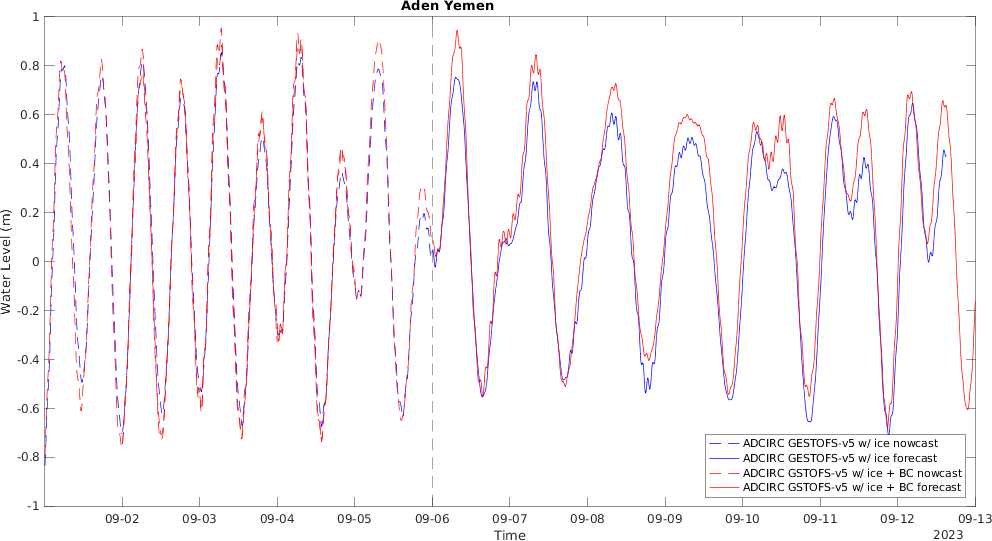 Aden Yemen
1
0.8
0.6
0.4
0.2
0
-0.2
-0.4
-0.6
-0.8
-1
Water Level (m)
09-02 09-03 09-04 09-05 09-06 09-07 09-08 09-09 09-10 09-11 09-12 09-13
Time
2023
ADCIRC GESTOFS-v5 w/ ice nowcast
ADCIRC GESTOFS-v5 w/ ice forecast
ADCIRC GSTOFS-v5 w/ ice + BC nowcast
ADCIRC GSTOFS-v5 w/ ice + BC forecast